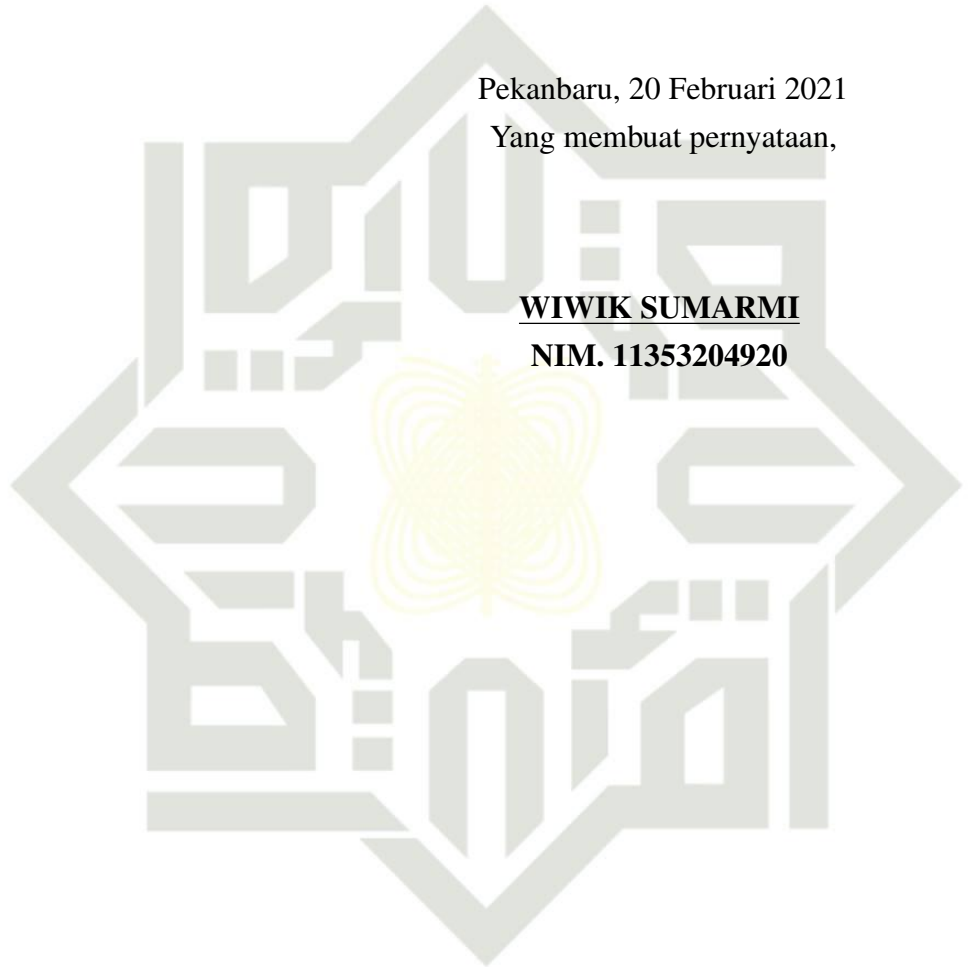 Pekanbaru, 20 Februari 2021
Yang membuat pernyataan,
WIWIK SUMARMI
NIM. 11353204920